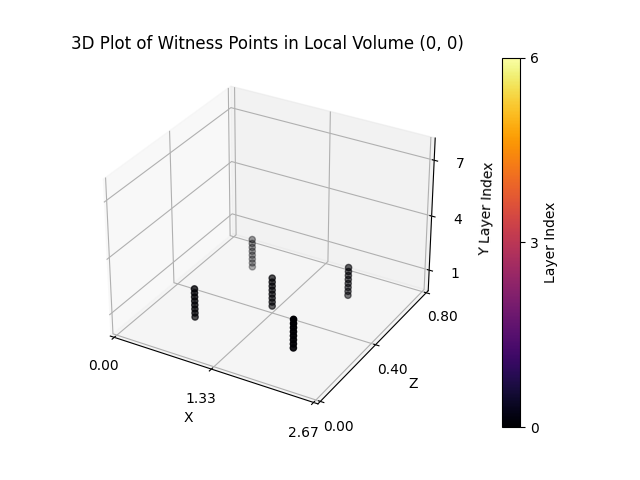 3D Plot of Witness Points in Local Volume (0, 0)
7
4
1
Y Layer Index
0.80
0.40
0.00
Z
0.00
1.33
2.67
X
6
3
0
Layer Index